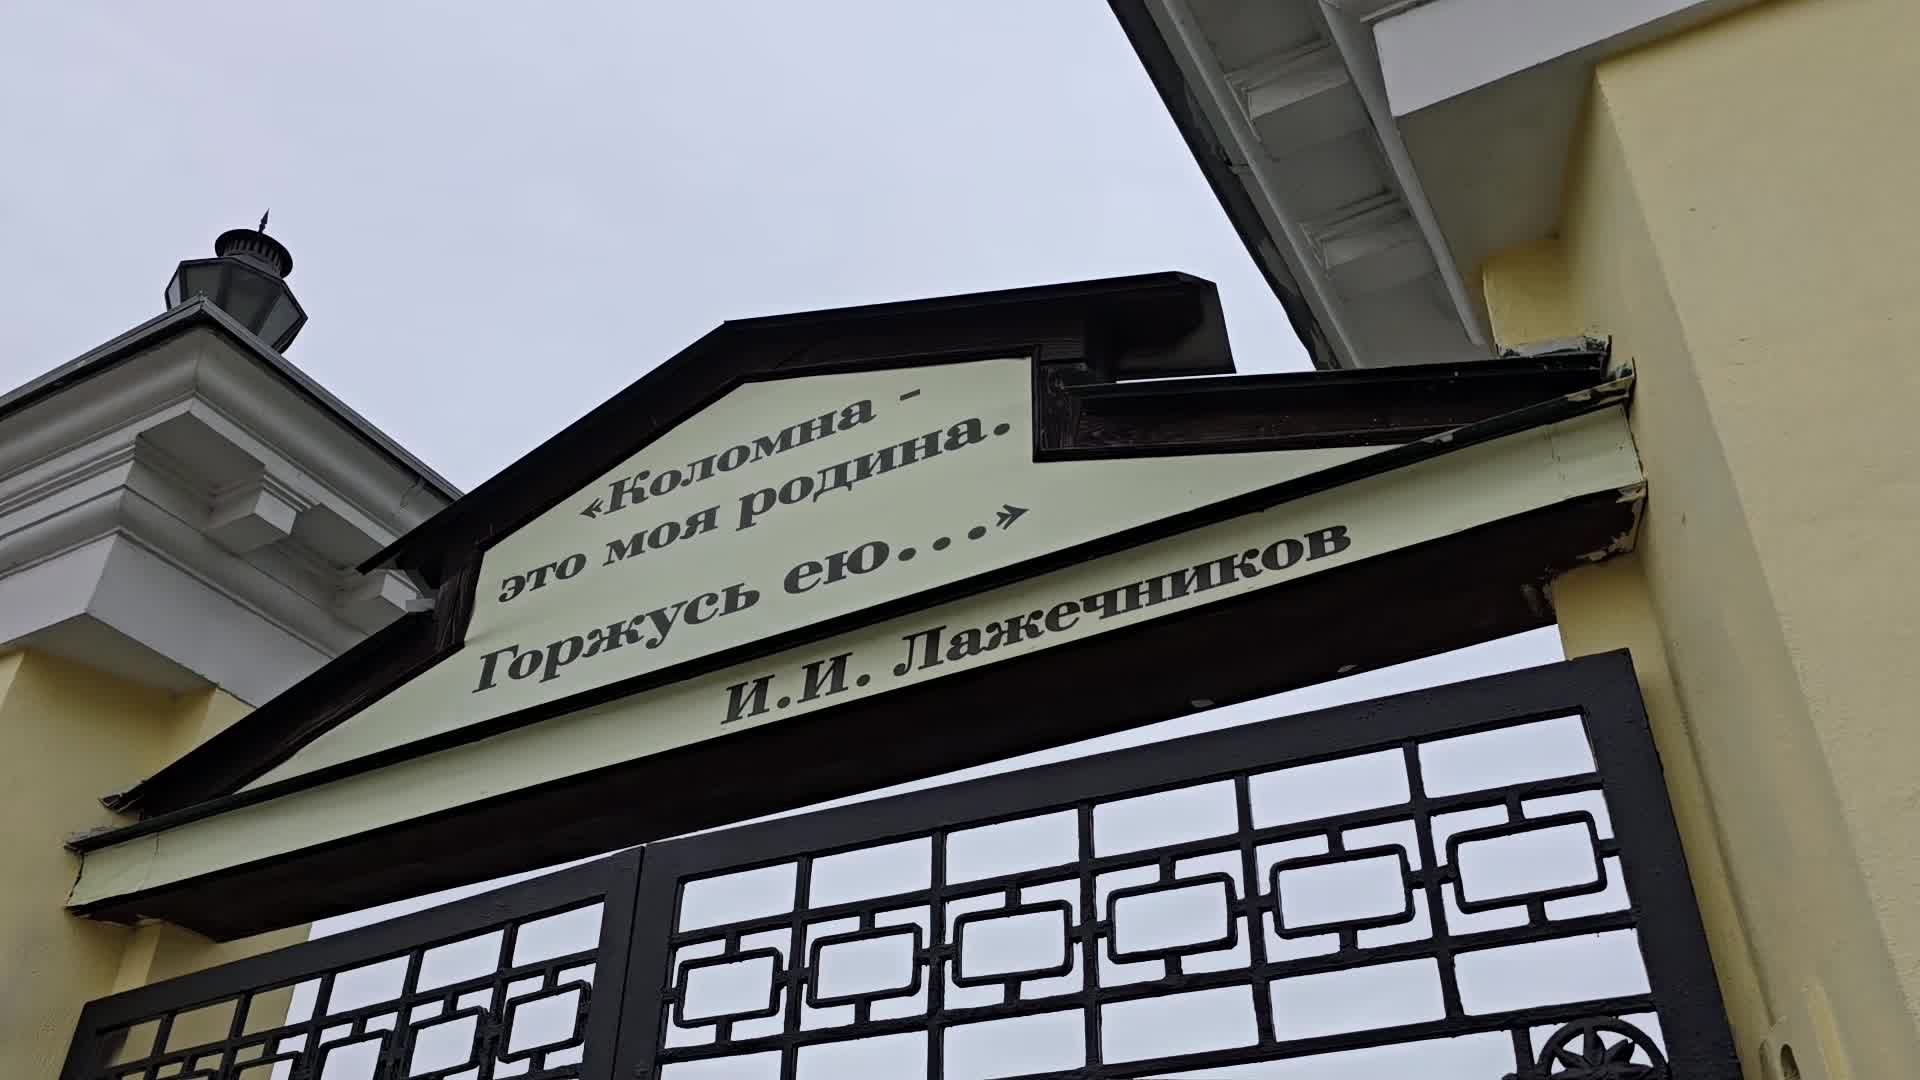 «Коломна -
это моя родина.
Горжусь ею...»
И.И. Лажечников